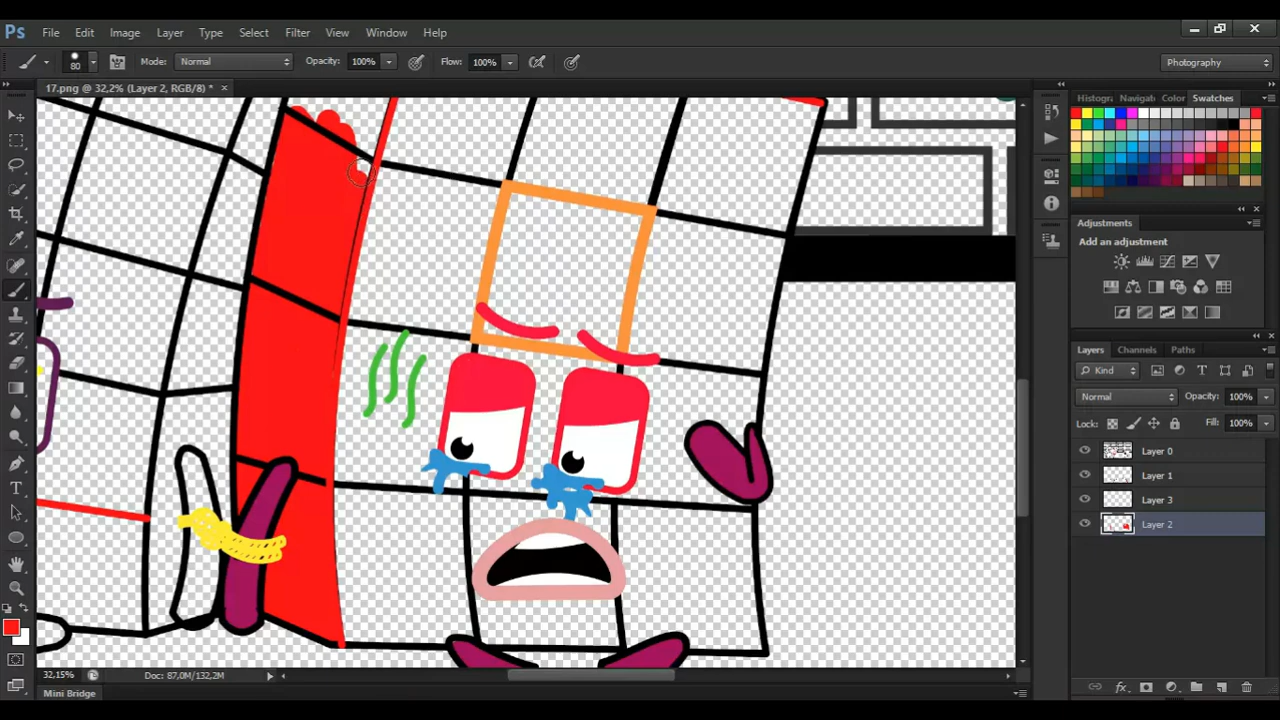 Ps File Edit Image Layer Type Select Filter View Window Help
80 Mode: Normal Opacity: 100% Flow: 100% Photography
17.png @ 32,2% (Layer 2, RGB/8) * ×
Histogr Navigat Color Swatches
Adjustments
Add an adjustment
Layers Channels Paths
Kind
Normal Opacity: 100%
Lock: Fill: 100%
Layer 0
Layer 1
Layer 3
Layer 2
32,15% Doc: 87,0M/132,2M
Mini Bridge